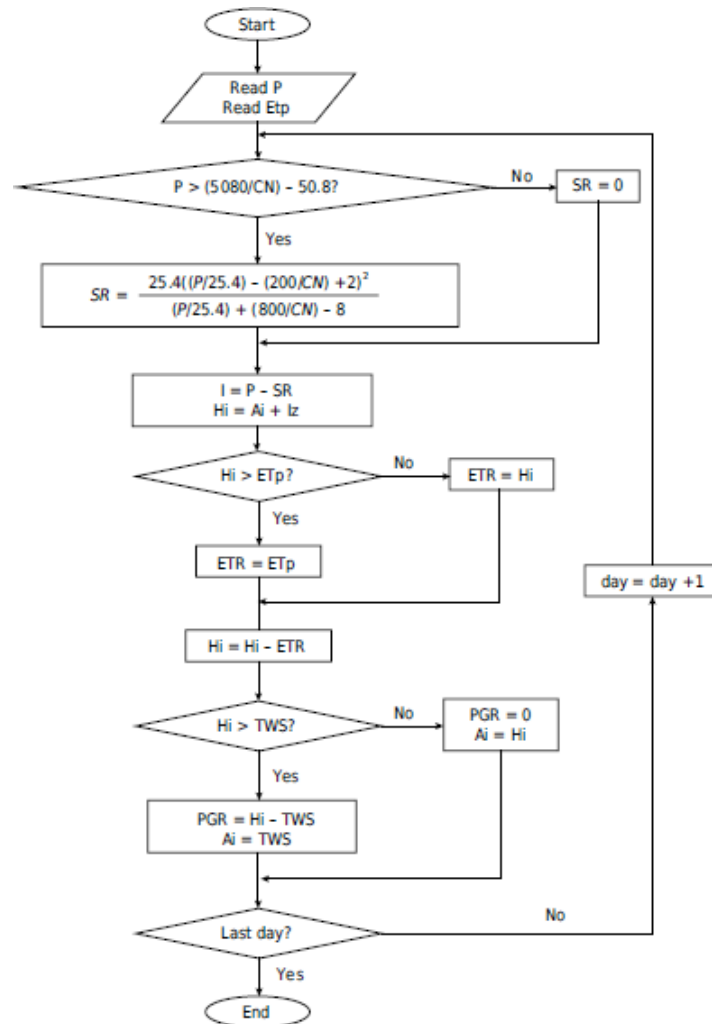 Start
Read P
Read Etp
P > (5080/CN) – 50.8?
No
SR = 0
Yes
SR = 25.4((P/25.4) – (200/CN) +2)²
(P/25.4) + (800/CN) – 8
I = P – SR
Hi = Ai + Iz
Hi > ETp?
No
ETR = Hi
Yes
ETR = ETp
day = day +1
Hi = Hi – ETR
Hi > TWS?
No
PGR = 0
Ai = Hi
Yes
PGR = Hi – TWS
Ai = TWS
Last day?
No
Yes
End